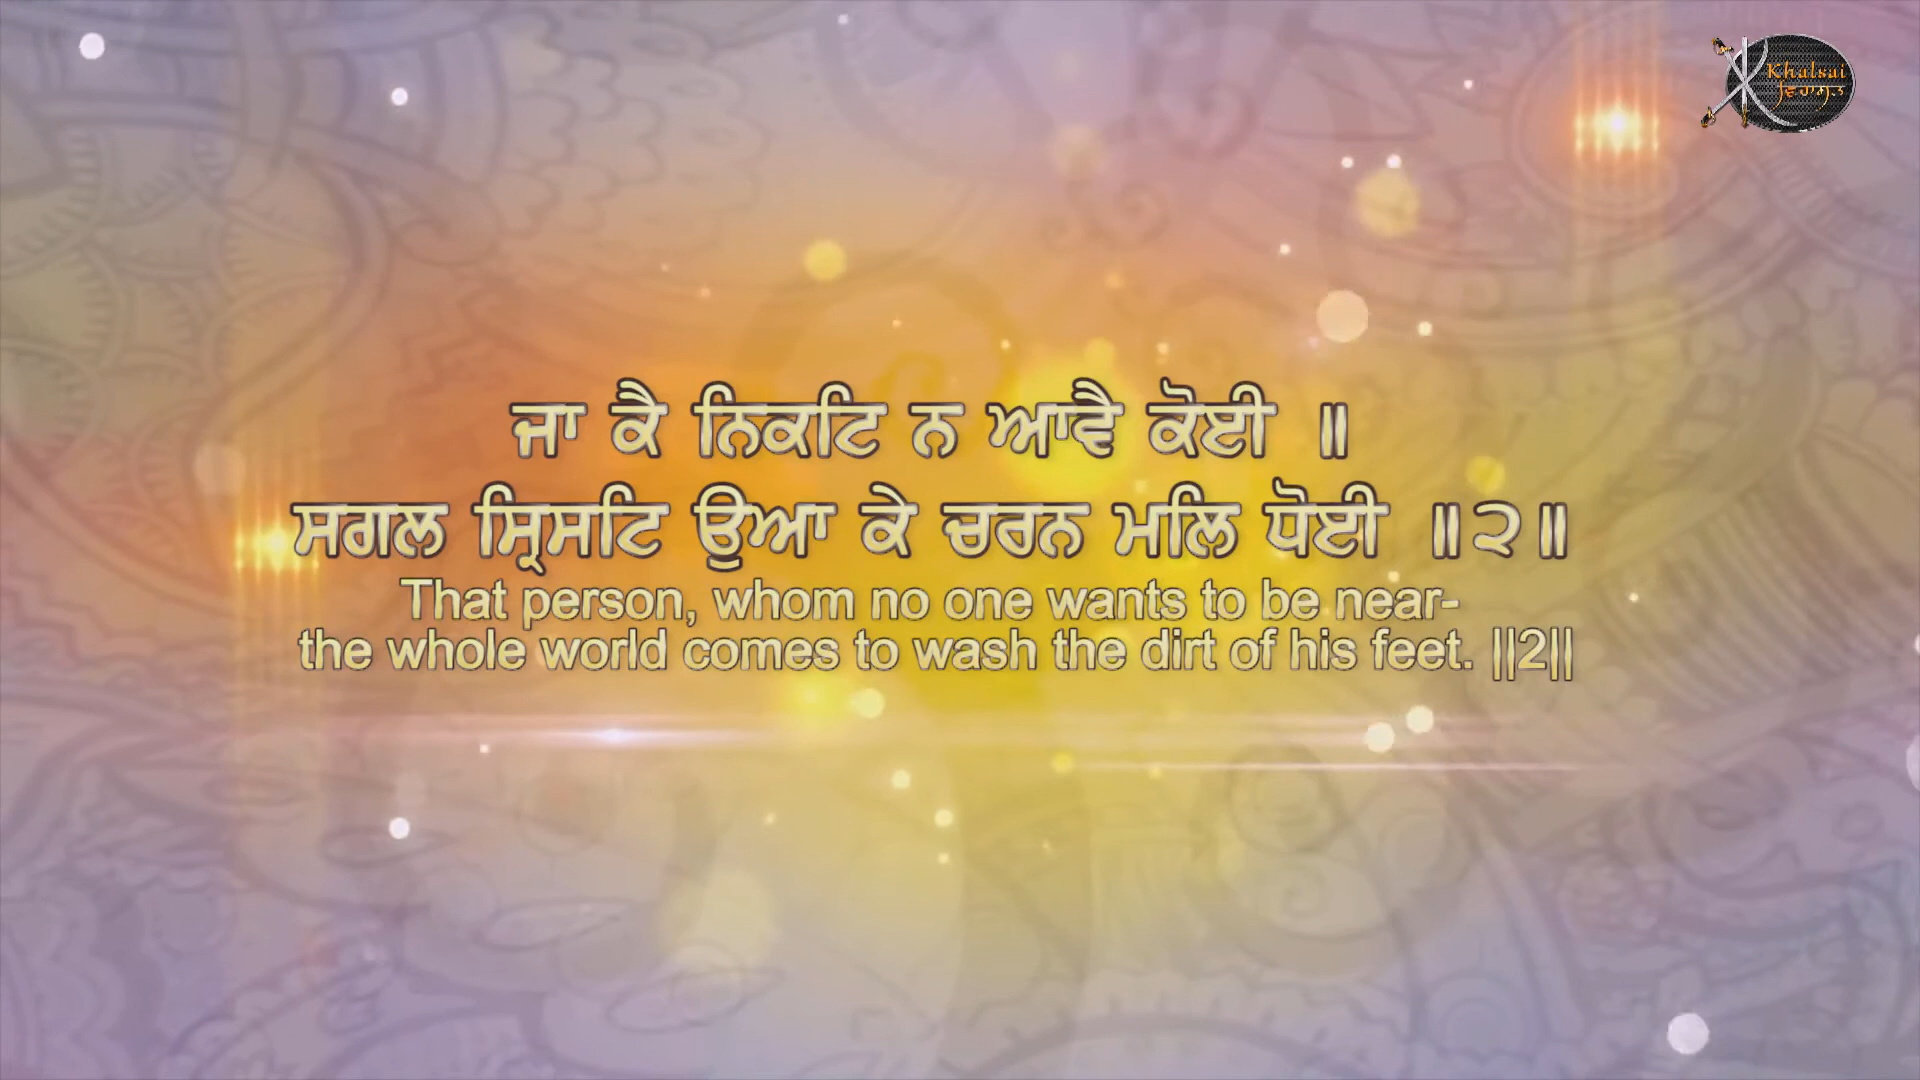 Khalsai
ਵਿਰਾਸਤ
ਜਾ ਕੈ ਨਿਕਟਿ ਨ ਆਵੈ ਕੋਈ ॥
ਸਗਲ ਸ੍ਰਿਸਟਿ ਉਆ ਕੇ ਚਰਨ ਮਲਿ ਧੋਈ ॥੨॥
That person, whom no one wants to be near-
the whole world comes to wash the dirt of his feet. ||2||